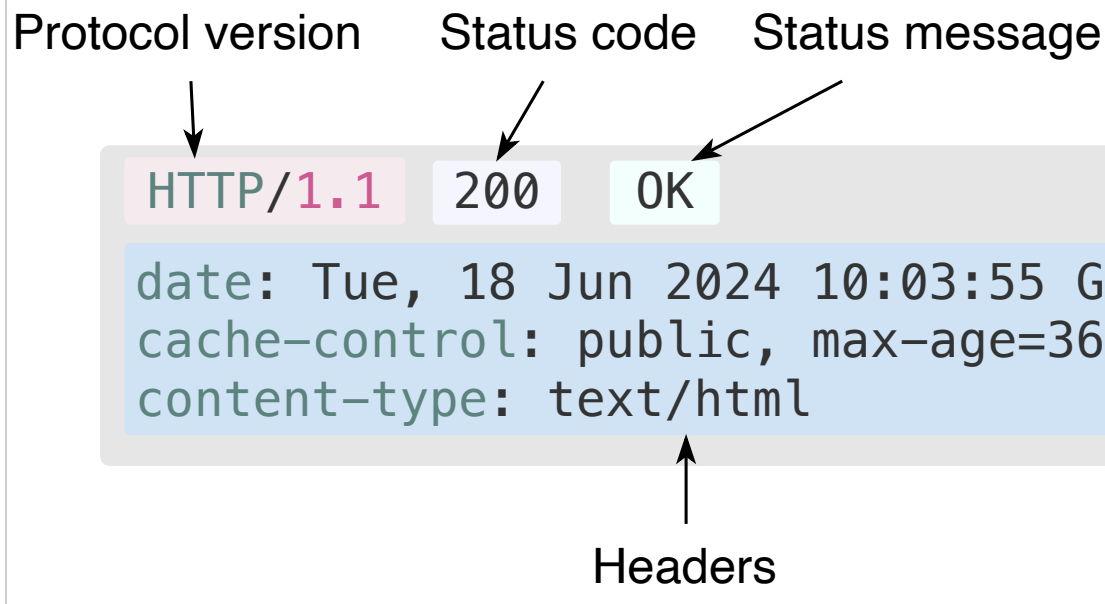 Protocol version Status code Status message
HTTP/1.1 200 OK
date: Tue, 18 Jun 2024 10:03:55 G
cache-control: public, max-age=36
content-type: text/html
Headers